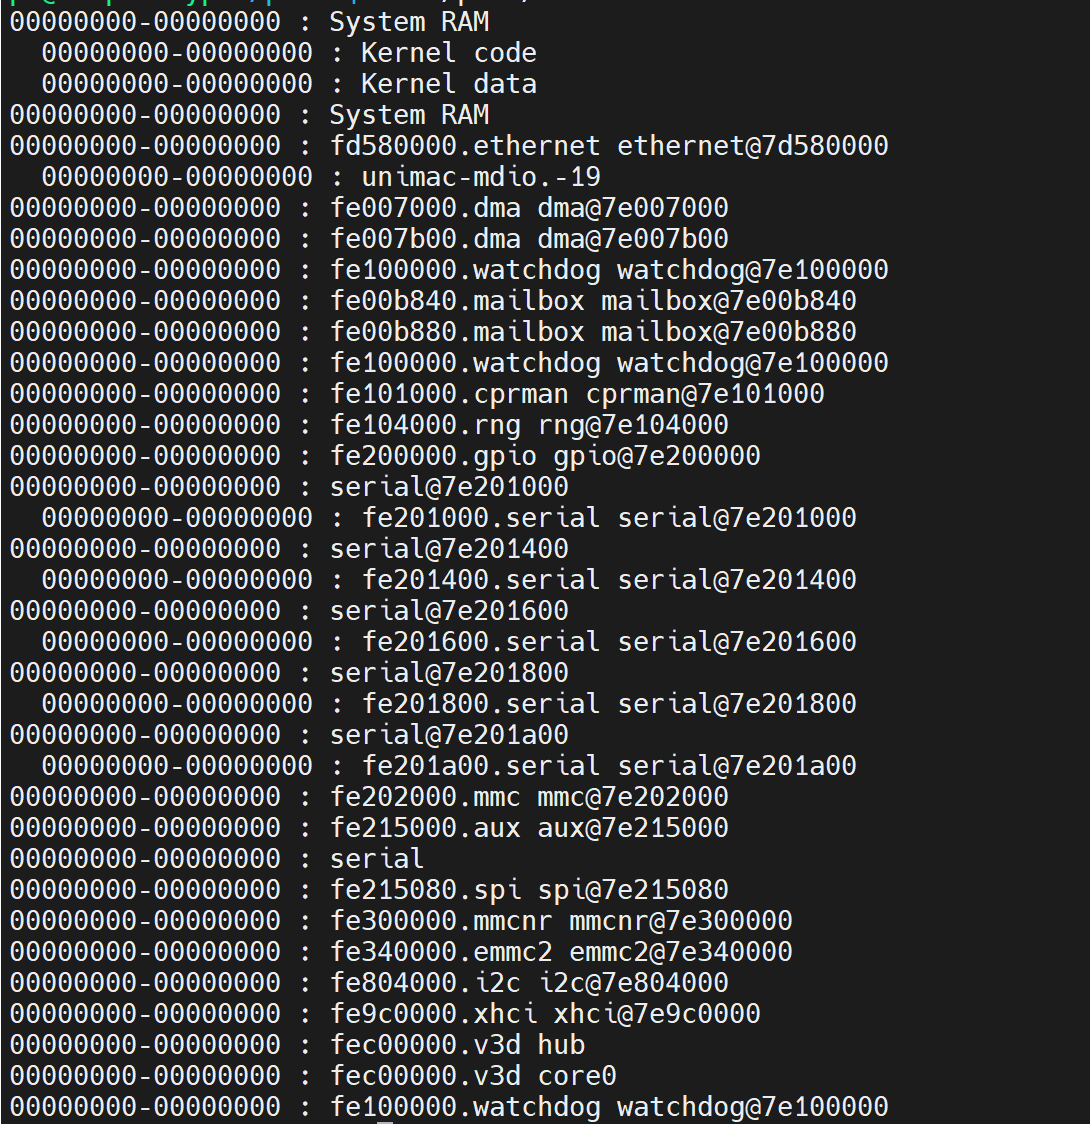 00000000-00000000 : System RAM
  00000000-00000000 : Kernel code
  00000000-00000000 : Kernel data
00000000-00000000 : System RAM
00000000-00000000 : fd580000.ethernet ethernet@7d580000
  00000000-00000000 : unimac-mdio.-19
00000000-00000000 : fe007000.dma dma@7e007000
00000000-00000000 : fe007b00.dma dma@7e007b00
00000000-00000000 : fe100000.watchdog watchdog@7e100000
00000000-00000000 : fe00b840.mailbox mailbox@7e00b840
00000000-00000000 : fe00b880.mailbox mailbox@7e00b880
00000000-00000000 : fe100000.watchdog watchdog@7e100000
00000000-00000000 : fe101000.cprman cprman@7e101000
00000000-00000000 : fe104000.rng rng@7e104000
00000000-00000000 : fe200000.gpio gpio@7e200000
00000000-00000000 : serial@7e201000
  00000000-00000000 : fe201000.serial serial@7e201000
00000000-00000000 : serial@7e201400
  00000000-00000000 : fe201400.serial serial@7e201400
00000000-00000000 : serial@7e201600
  00000000-00000000 : fe201600.serial serial@7e201600
00000000-00000000 : serial@7e201800
  00000000-00000000 : fe201800.serial serial@7e201800
00000000-00000000 : serial@7e201a00
  00000000-00000000 : fe201a00.serial serial@7e201a00
00000000-00000000 : fe202000.mmc mmc@7e202000
00000000-00000000 : fe215000.aux aux@7e215000
00000000-00000000 : serial
00000000-00000000 : fe215080.spi spi@7e215080
00000000-00000000 : fe300000.mmcnr mmcnr@7e300000
00000000-00000000 : fe340000.emmc2 emmc2@7e340000
00000000-00000000 : fe804000.i2c i2c@7e804000
00000000-00000000 : fe9c0000.xhci xhci@7e9c0000
00000000-00000000 : fec00000.v3d hub
00000000-00000000 : fec00000.v3d core0
00000000-00000000 : fe100000.watchdog watchdog@7e100000